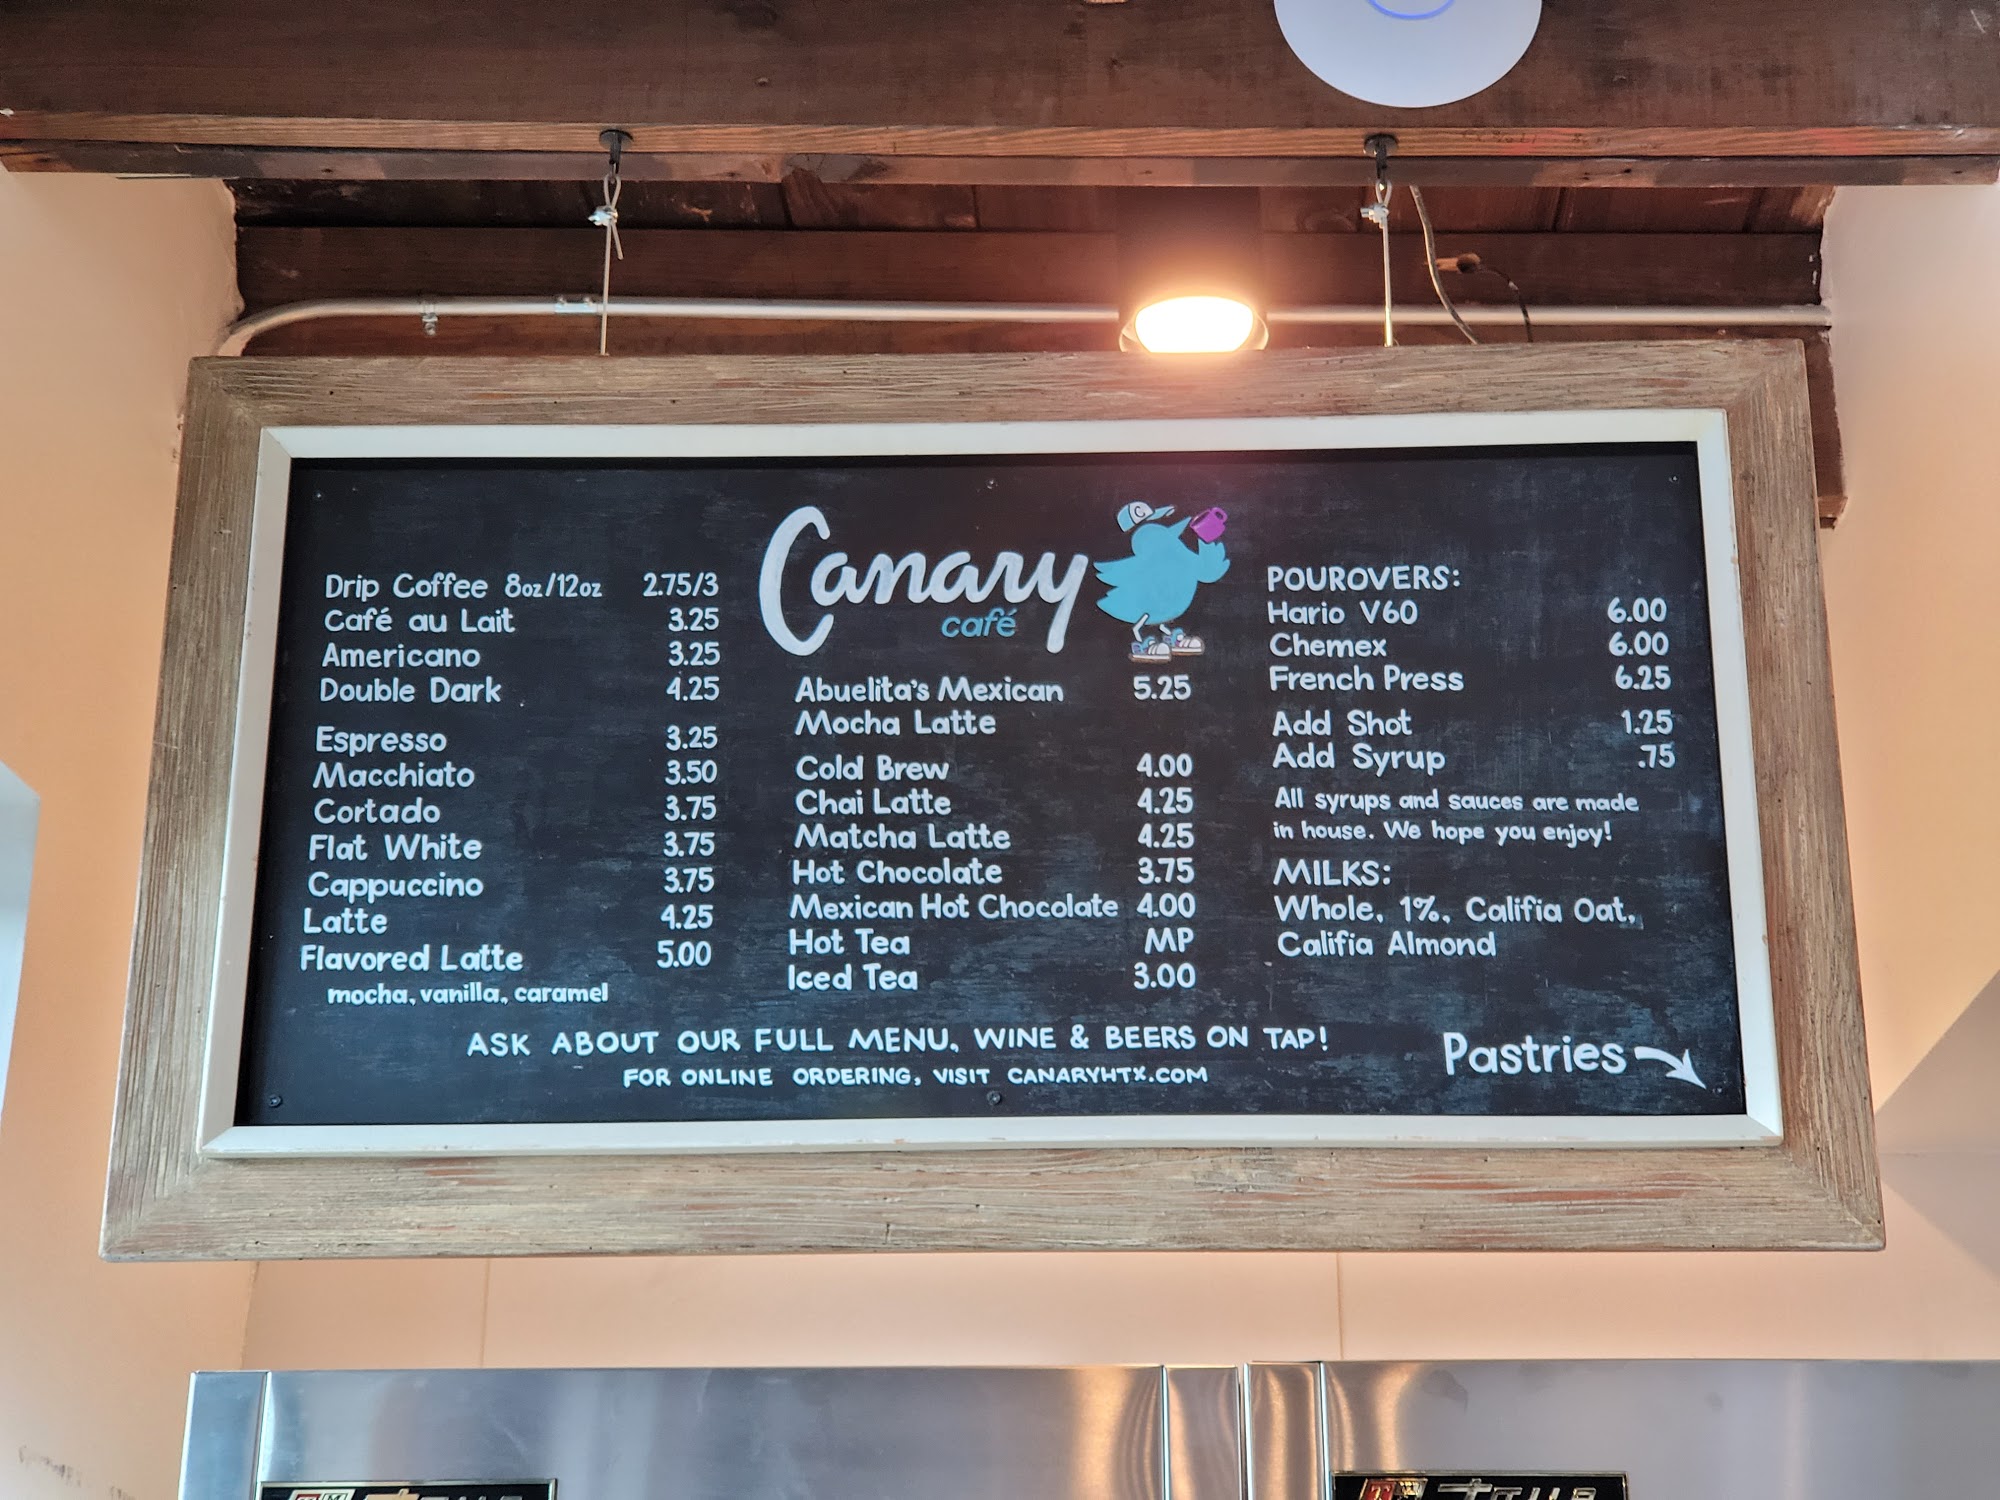 Canary
café
C
Drip Coffee 8oz/12oz 2.75/3
Café au Lait 3.25
Americano 3.25
Double Dark 4.25
Espresso 3.25
Macchiato 3.50
Cortado 3.75
Flat White 3.75
Cappuccino 3.75
Latte 4.25
Flavored Latte 5.00
mocha, vanilla, caramel
Abuelita's Mexican 5.25
Mocha Latte
Cold Brew 4.00
Chai Latte 4.25
Matcha Latte 4.25
Hot Chocolate 3.75
Mexican Hot Chocolate 4.00
Hot Tea MP
Iced Tea 3.00
POUROVERS:
Hario V60 6.00
Chemex 6.00
French Press 6.25
Add Shot 1.25
Add Syrup .75
All syrups and sauces are made
in house. We hope you enjoy!
MILKS:
Whole, 1%, Califia Oat,
Califia Almond
ASK ABOUT OUR FULL MENU, WINE & BEERS ON TAP!
FOR ONLINE ORDERING, VISIT CANARYHTX.COM
Pastries